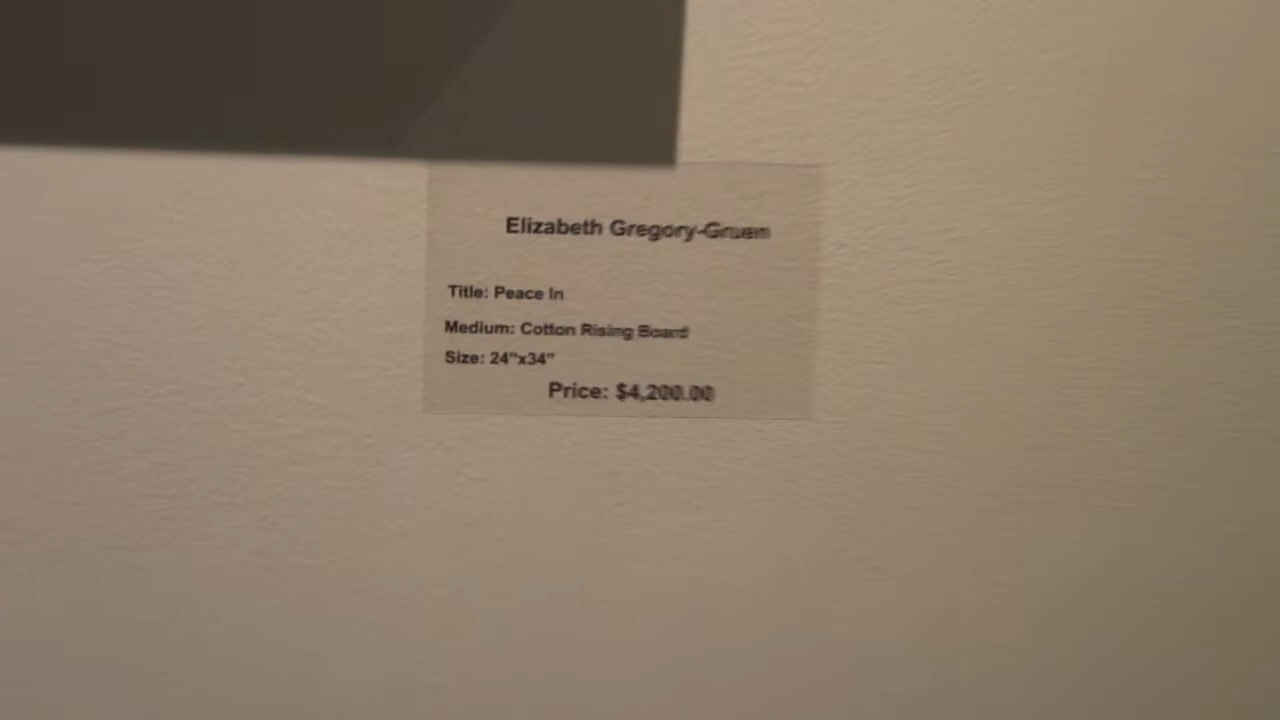 Elizabeth Gregory-Gruen
Title: Peace In
Medium: Cotton Rising Board
Size: 24"x34"
Price: $4,200.00